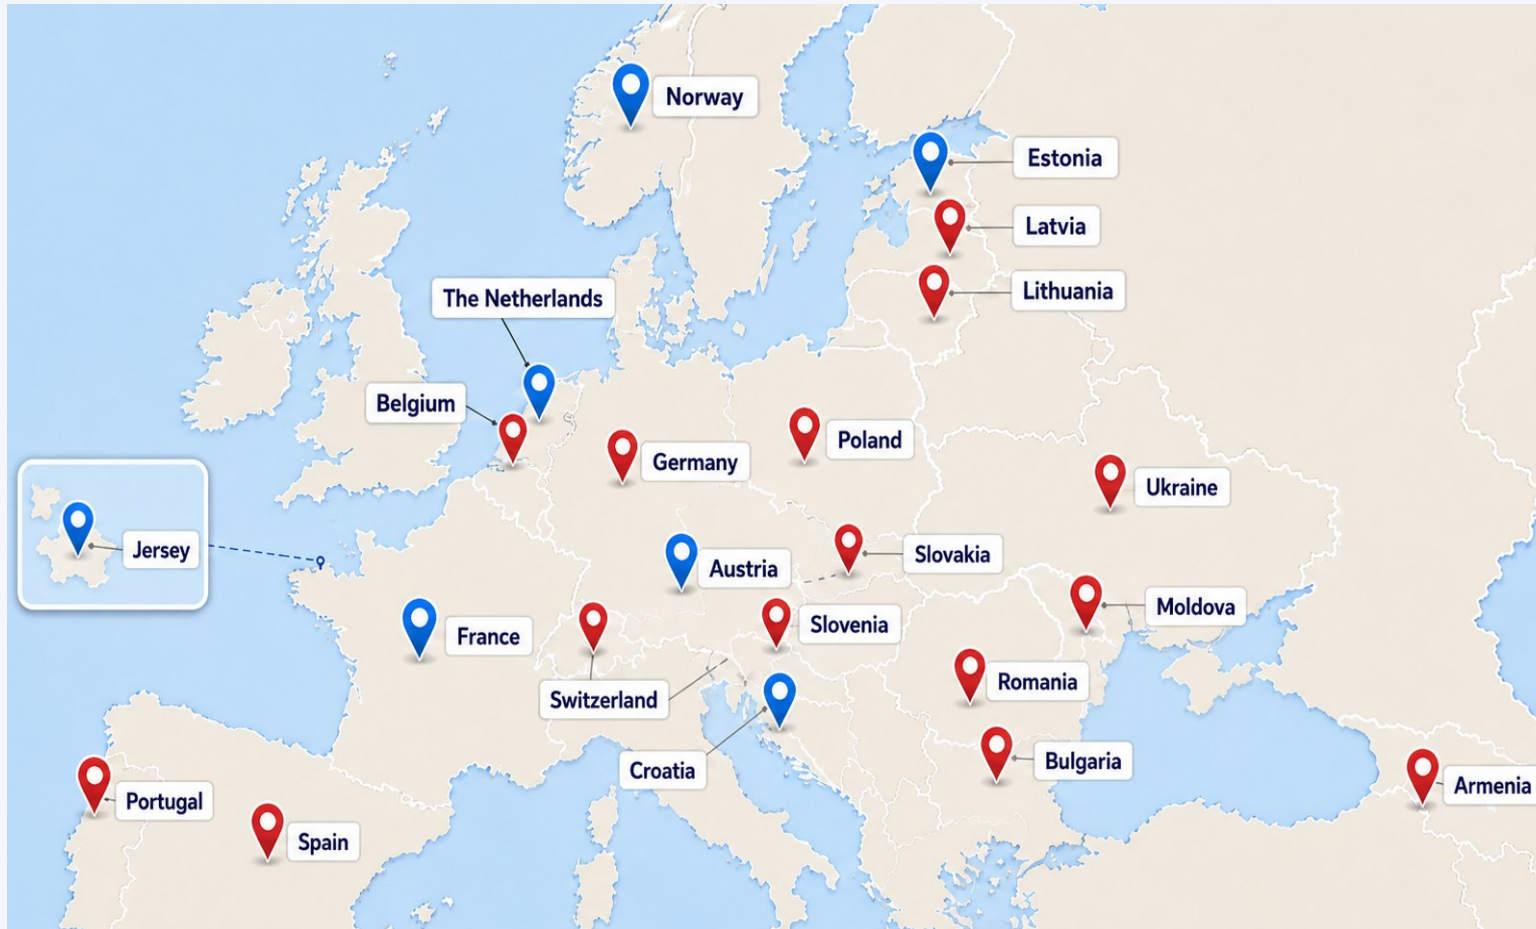 Norway
Estonia
Latvia
The Netherlands
Lithuania
Belgium
Poland
Germany
Ukraine
Jersey
Slovakia
Austria
Moldova
Slovenia
France
Romania
Switzerland
Bulgaria
Croatia
Armenia
Portugal
Spain